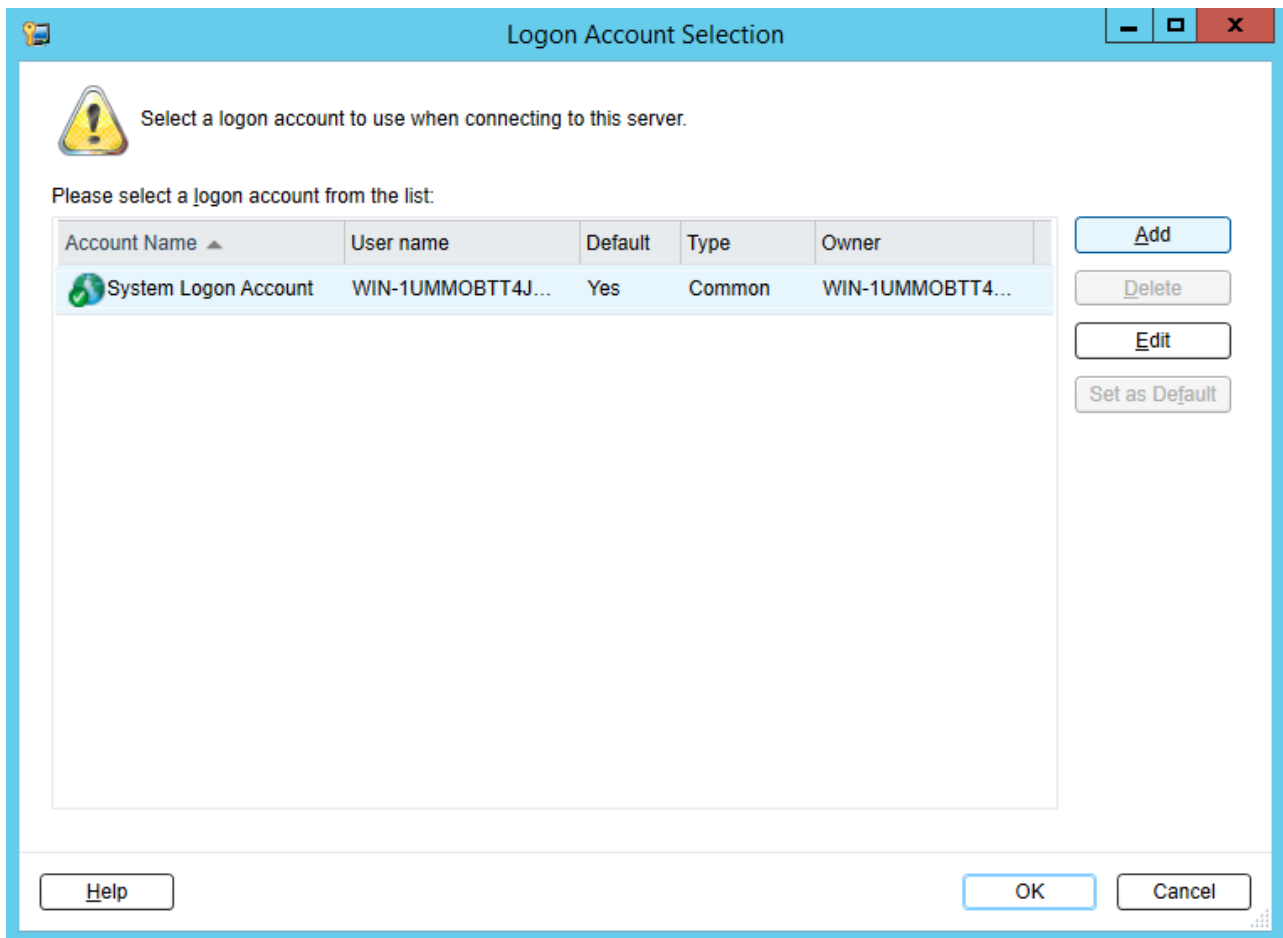 Logon Account Selection
Select a logon account to use when connecting to this server.
Please select a logon account from the list:
Account Name User name Default Type Owner
System Logon Account WIN-1UMMOBTT4J... Yes Common WIN-1UMMOBTT4...
Add
Delete
Edit
Set as Default
Help OK Cancel